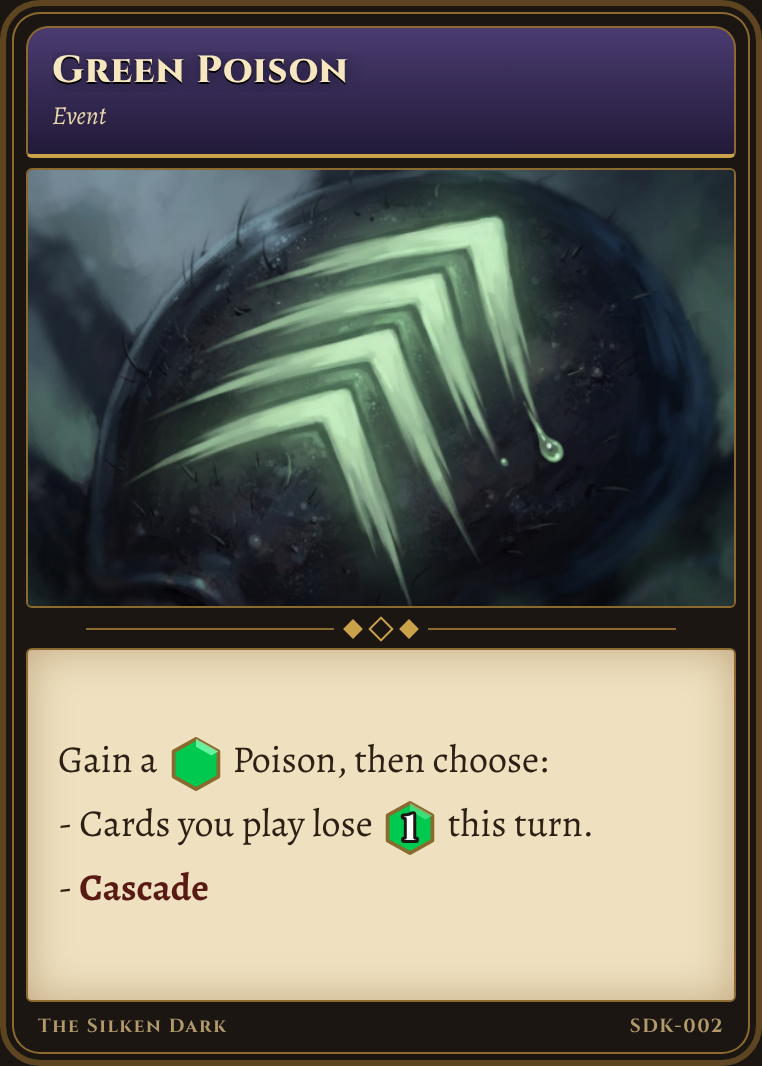 Green Poison
Event
Gain a Poison, then choose:
- Cards you play lose 1 this turn.
- Cascade
The Silken Dark
SDK-002